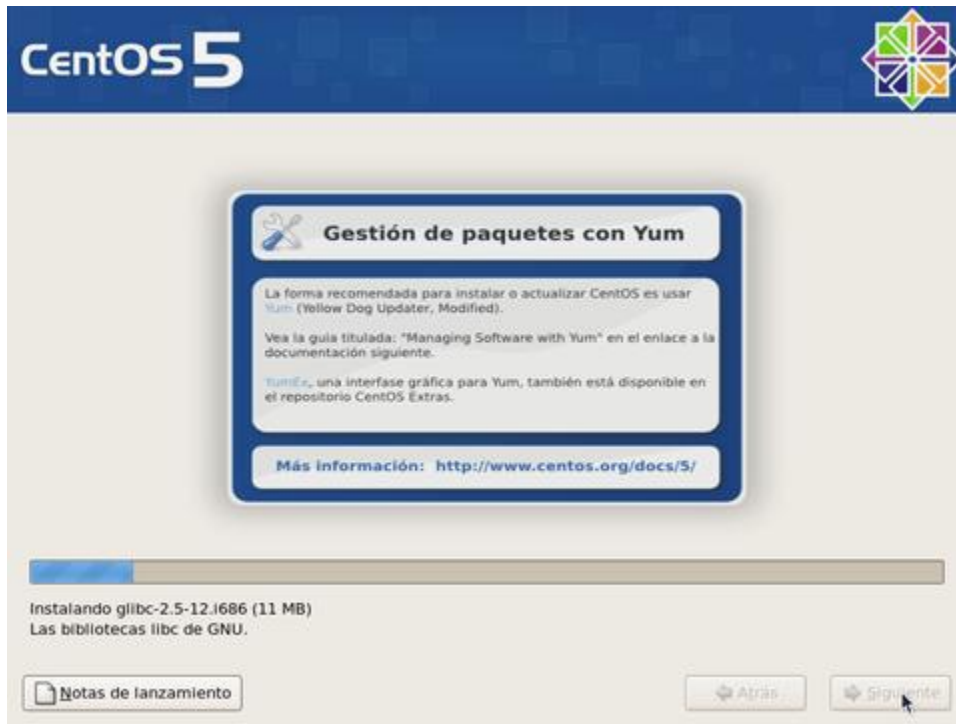 CentOS 5
Gestión de paquetes con Yum
La forma recomendada para instalar o actualizar CentOS es usar
Yum (Yellow Dog Updater, Modified).
Vea la guía titulada: "Managing Software with Yum" en el enlace a la
documentación siguiente.
YumEx, una interfase gráfica para Yum, también está disponible en
el repositorio CentOS Extras.
Más información: http://www.centos.org/docs/5/
Instalando glibc-2.5-12.i686 (11 MB)
Las bibliotecas libc de GNU.
Notas de lanzamiento
Atrás
Siguiente